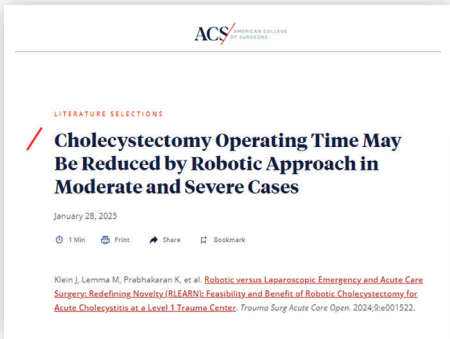 ACS AMERICAN COLLEGE
OF SURGEONS
LITERATURE SELECTIONS
Cholecystectomy Operating Time May
Be Reduced by Robotic Approach in
Moderate and Severe Cases
January 28, 2025
1 Min Print Share Bookmark
Klein J, Lemma M, Prabhakaran K, et al. Robotic versus Laparoscopic Emergency and Acute Care
Surgery: Redefining Novelty (RLEARN): Feasibility and Benefit of Robotic Cholecystectomy for
Acute Cholecystitis at a Level 1 Trauma Center. Trauma Surg Acute Care Open. 2024;9:e001522.